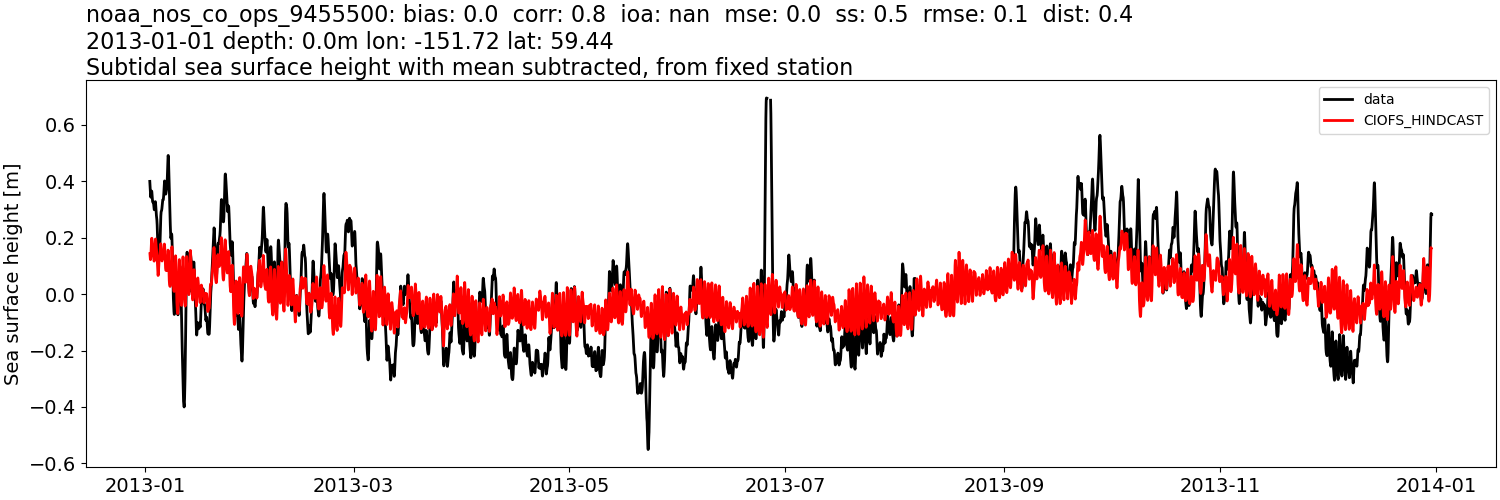 noaa_nos_co_ops_9455500: bias: 0.0  corr: 0.8  ioa: nan  mse: 0.0  ss: 0.5  rmse: 0.1  dist: 0.4
2013-01-01 depth: 0.0m lon: -151.72 lat: 59.44
Subtidal sea surface height with mean subtracted, from fixed station
data
CIOFS_HINDCAST
Sea surface height [m]
0.6
0.4
0.2
0.0
−0.2
−0.4
−0.6
2013-01 2013-03 2013-05 2013-07 2013-09 2013-11 2014-01